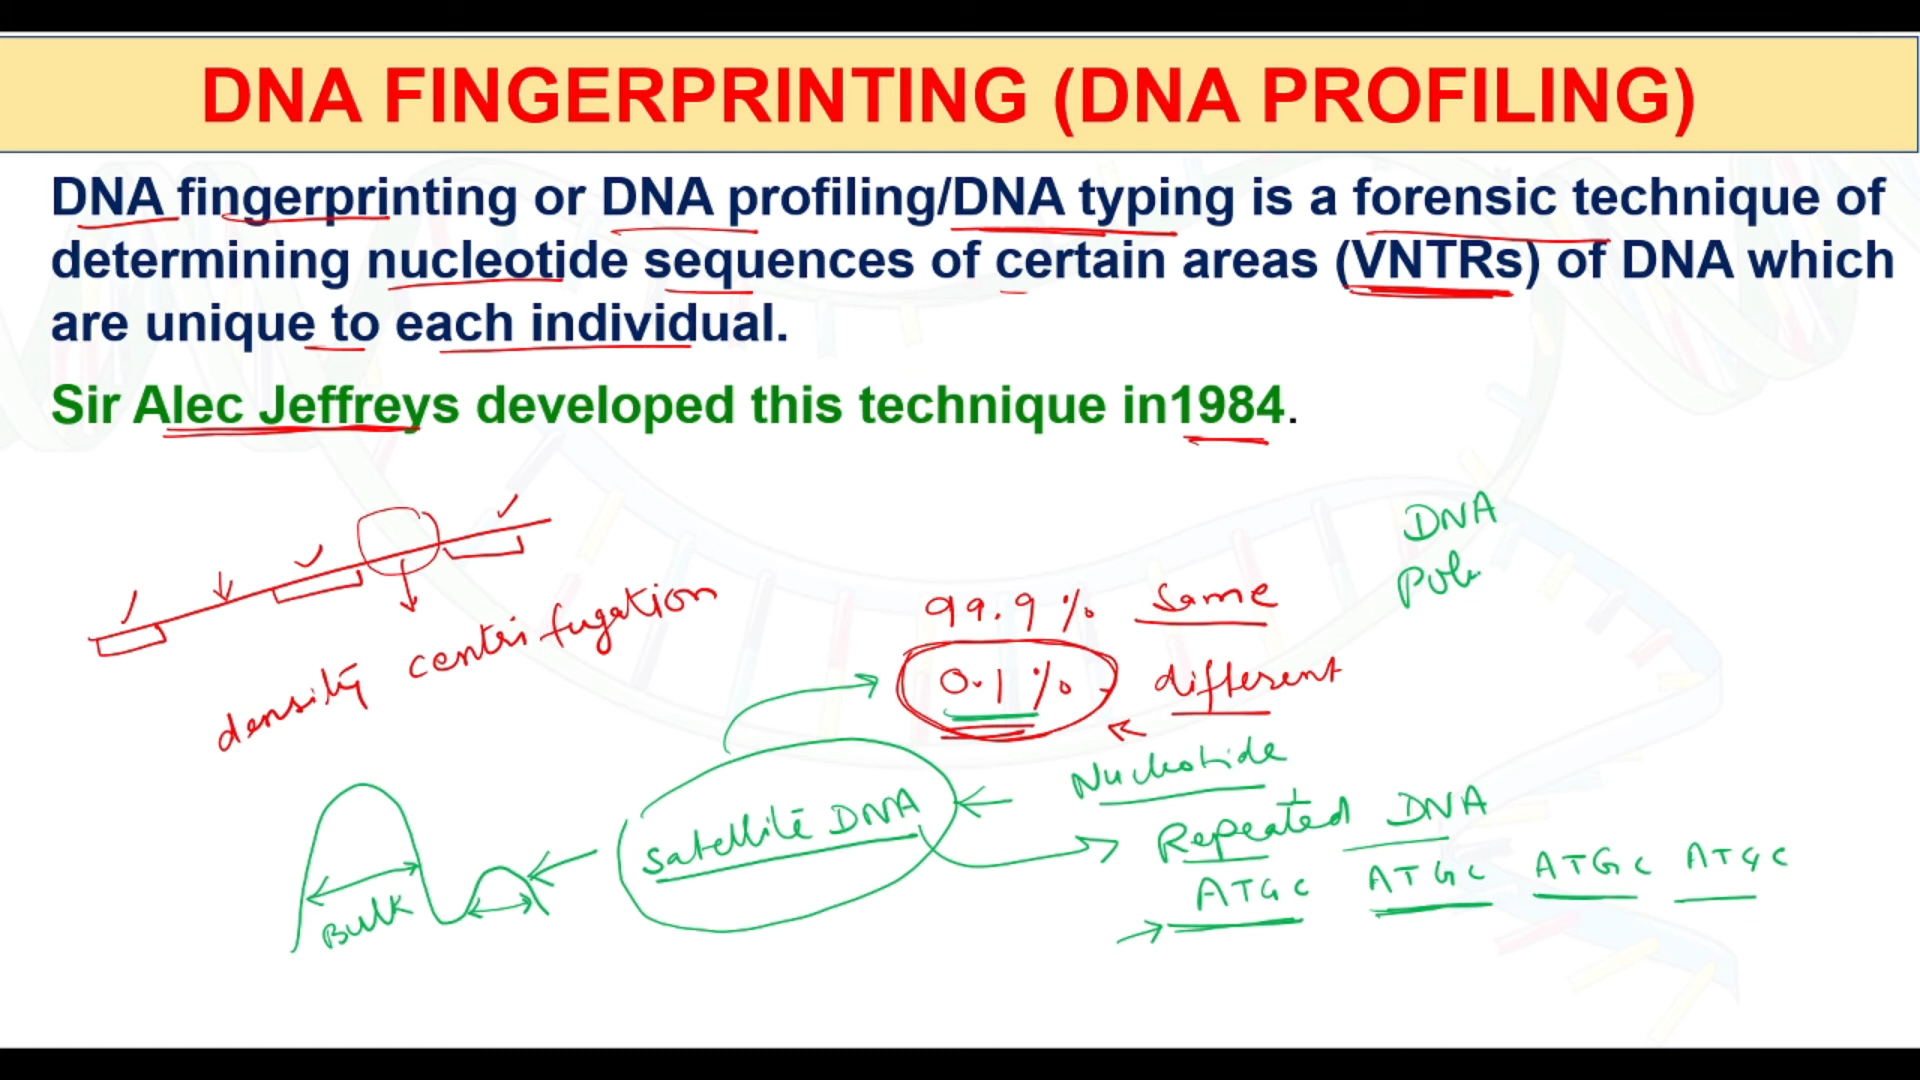 DNA FINGERPRINTING (DNA PROFILING)
DNA fingerprinting or DNA profiling/DNA typing is a forensic technique of
determining nucleotide sequences of certain areas (VNTRs) of DNA which
are unique to each individual.
Sir Alec Jeffreys developed this technique in1984.
DNA
99.9% Same
0.1% different
density centrifugation
Nucleotide
Satellite DNA
Repeated DNA
Bulk
ATGC ATGC ATGC ATGC